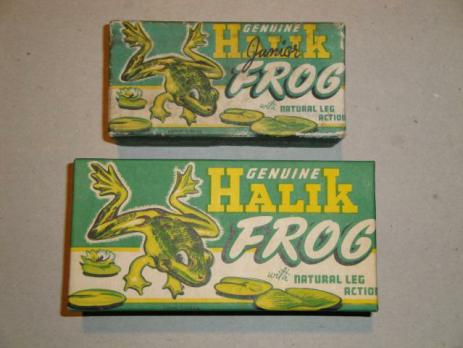 GENUINE
HALIK
Junior
FROG
with NATURAL LEG
ACTION
GENUINE
HALIK
FROG
with NATURAL LEG
ACTION